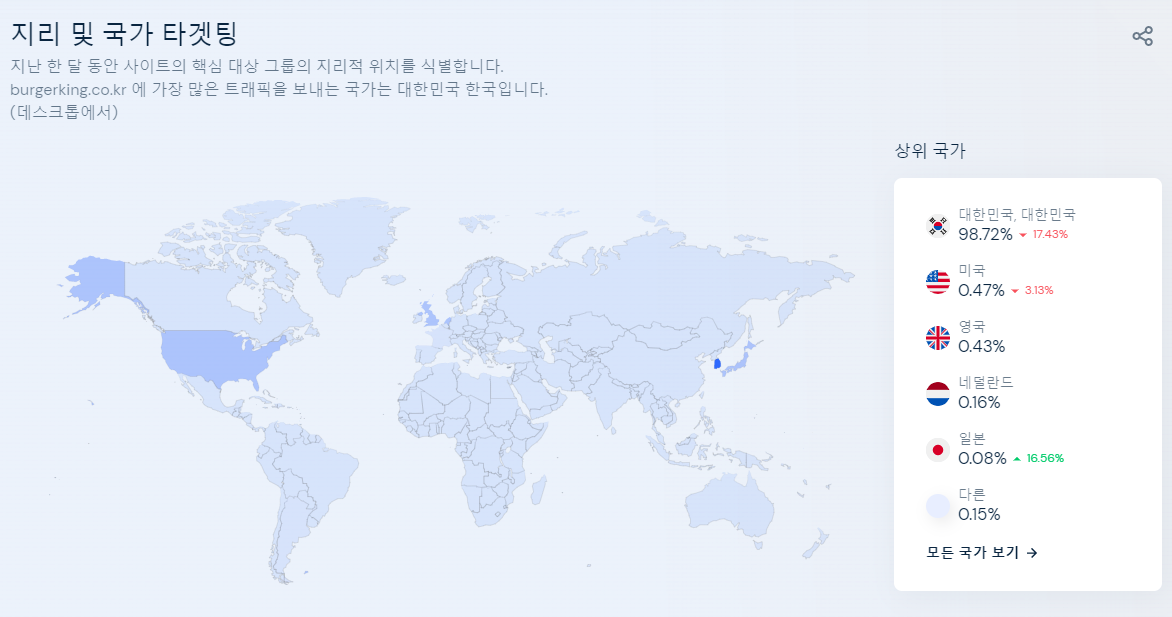 지리 및 국가 타겟팅
지난 한 달 동안 사이트의 핵심 대상 그룹의 지리적 위치를 식별합니다.
burgerking.co.kr 에 가장 많은 트래픽을 보내는 국가는 대한민국 한국입니다.
(데스크톱에서)
상위 국가
대한민국, 대한민국
98.72% 17.43%
미국
0.47% 3.13%
영국
0.43%
네덜란드
0.16%
일본
0.08% 16.56%
다른
0.15%
모든 국가 보기 →